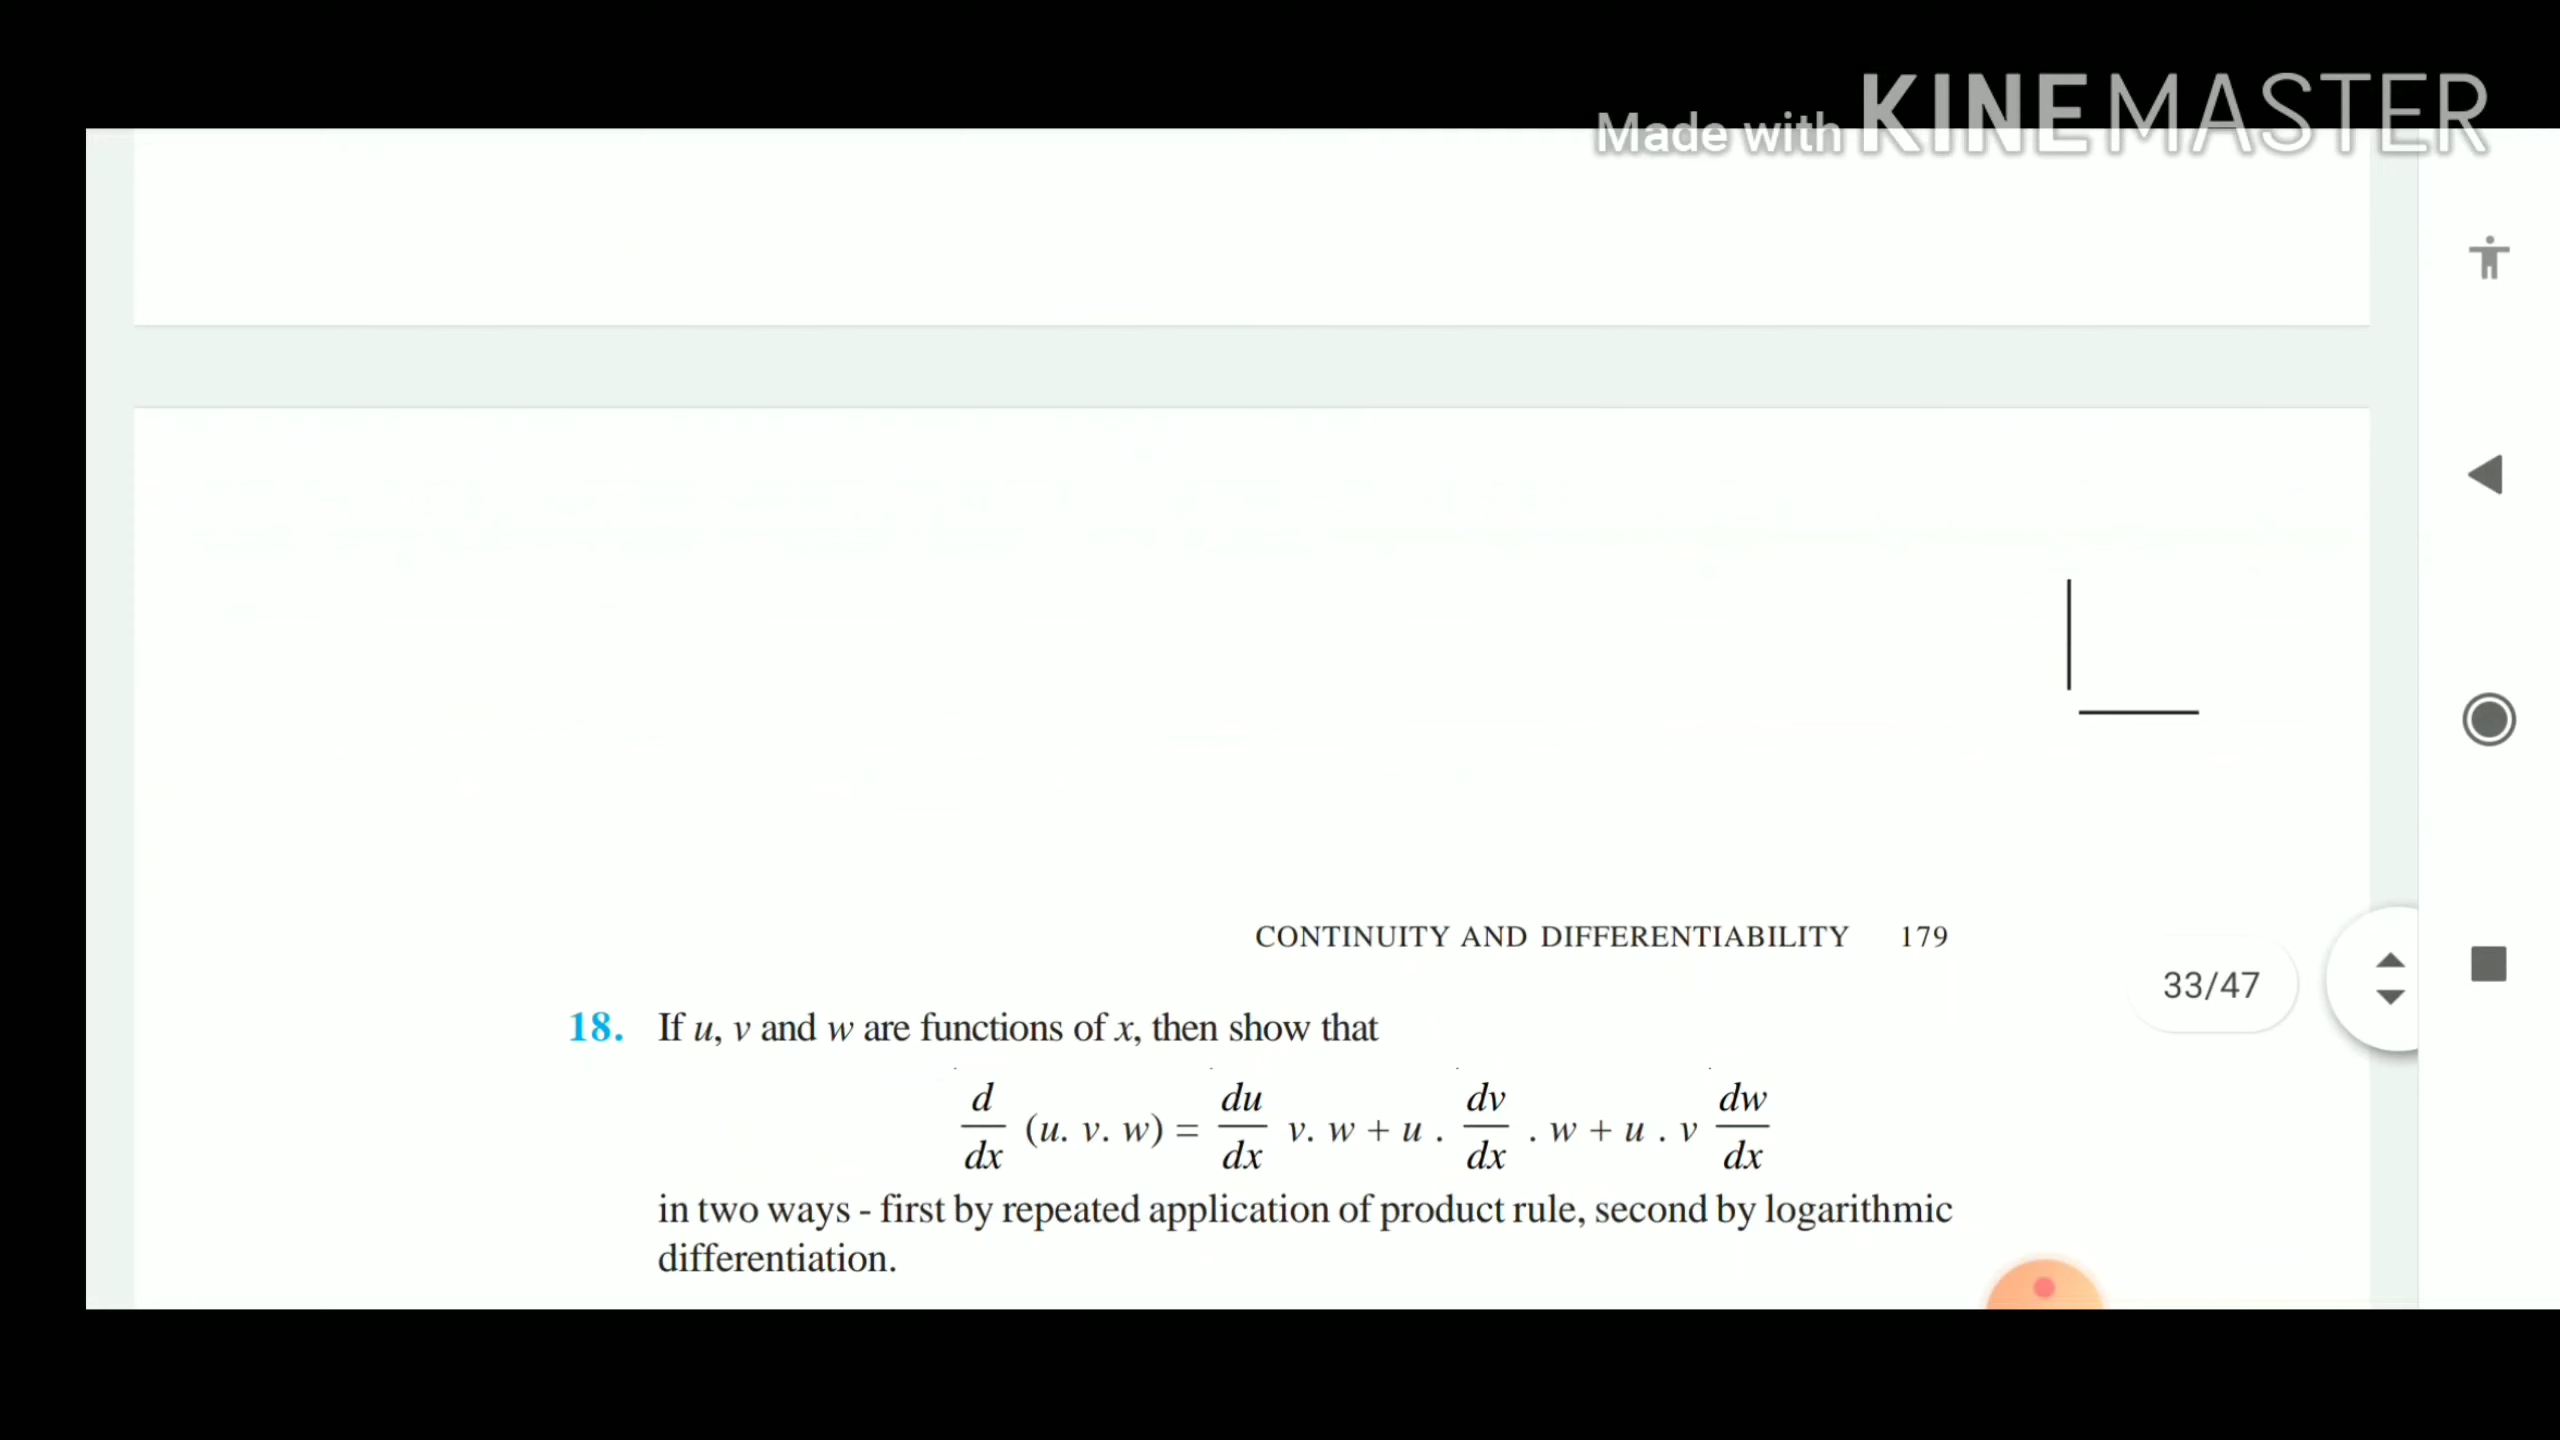 Made with KINEMASTER
CONTINUITY AND DIFFERENTIABILITY 179
33/47
18. If u, v and w are functions of x, then show that
d/dx (u. v. w) = du/dx v. w + u . dv/dx . w + u . v dw/dx
in two ways - first by repeated application of product rule, second by logarithmic
differentiation.